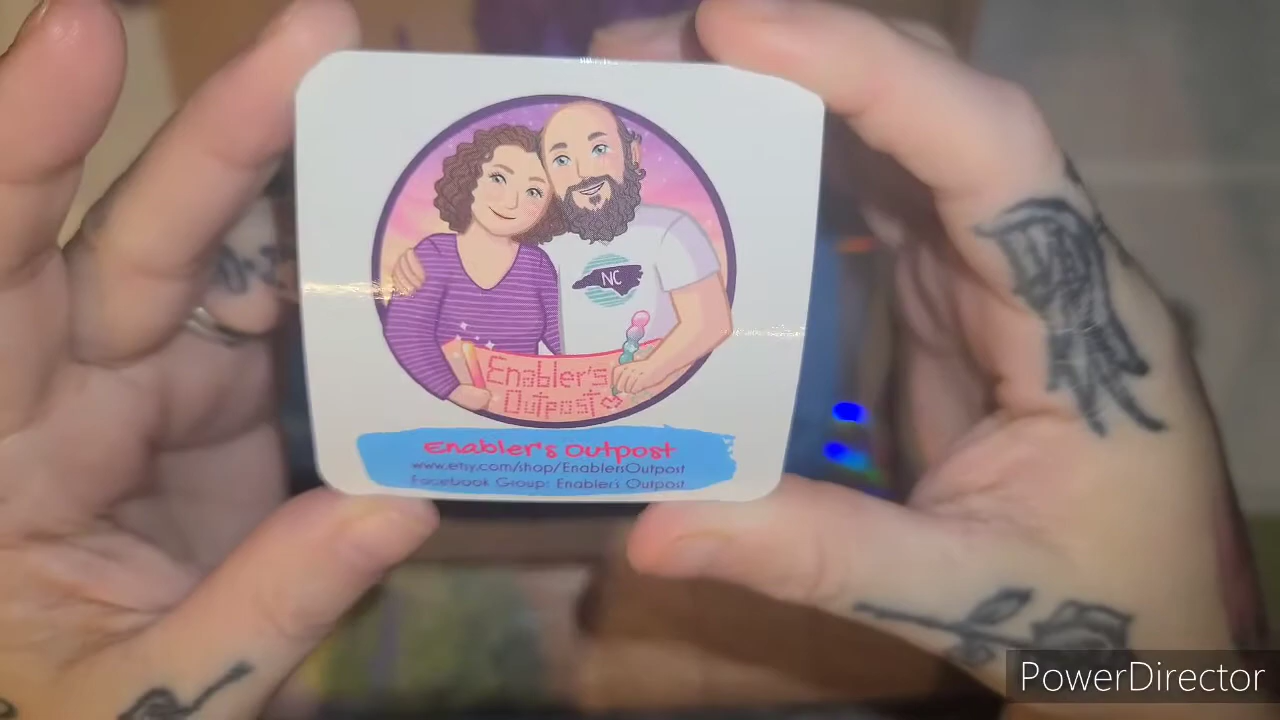 NC
Enabler's
Outpost
Enabler's Outpost
www.etsy.com/shop/EnablersOutpost
Facebook Group: Enabler's Outpost
PowerDirector